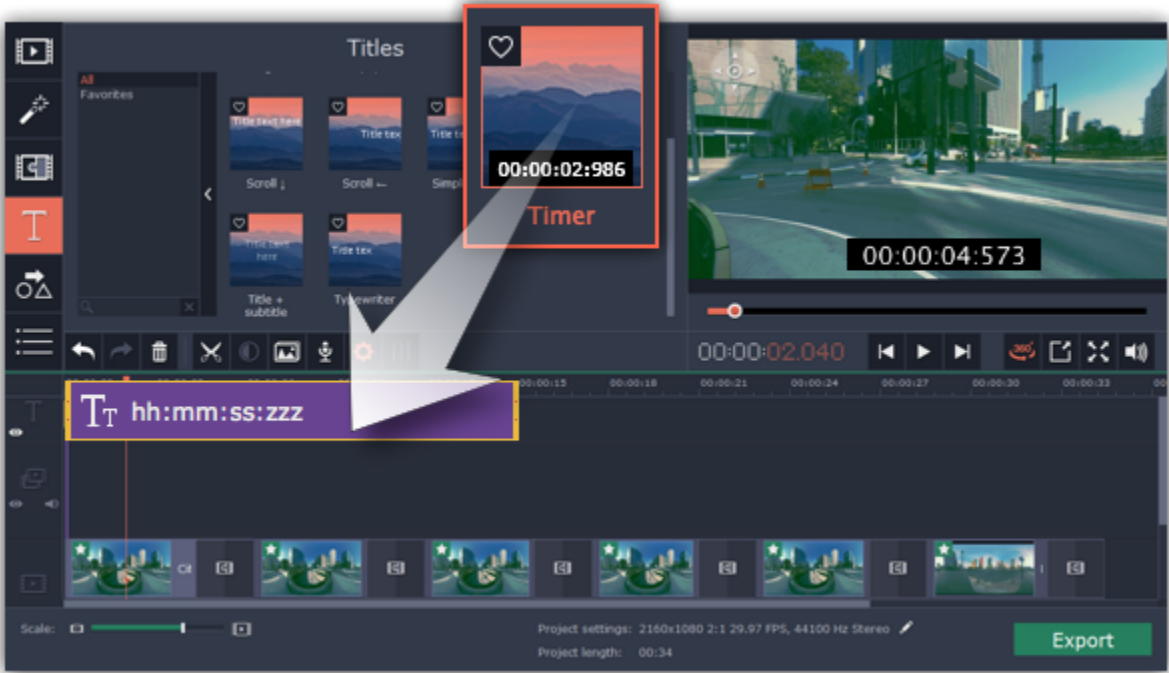 Titles
All
Favorites
Title text here
Title tex
Scroll ↓
Scroll ←
00:00:02:986
Timer
Title text
here
Title tex
Title +
subtitle
Typewriter
00:00:04:573
00:00:02.040
360°
00:00:15
00:00:18
00:00:21
00:00:24
00:00:27
00:00:30
00:00:33
hh:mm:ss:zzz
Cit
Scale:
Project settings: 2160x1080 2:1 29.97 FPS, 44100 Hz Stereo
Project length: 00:34
Export